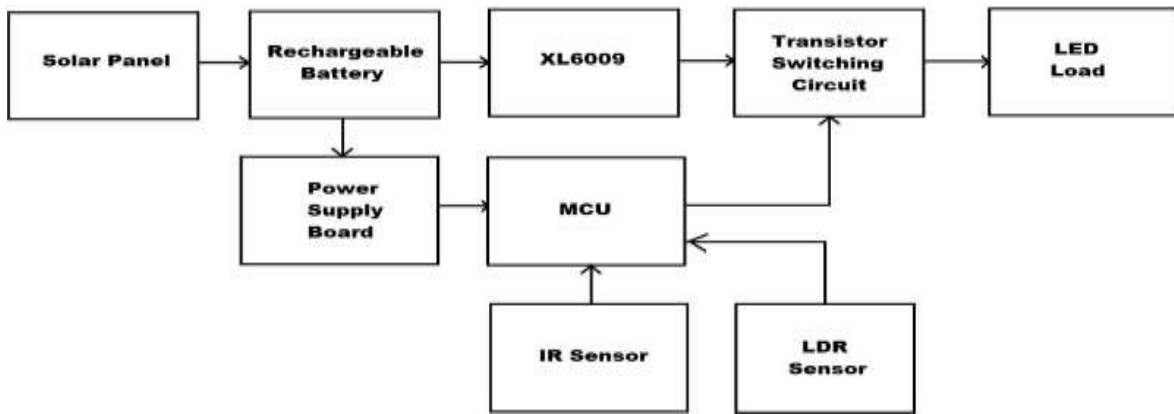 Solar Panel
Rechargeable
Battery
XL6009
Transistor
Switching
Circuit
LED
Load
Power
Supply
Board
MCU
IR Sensor
LDR
Sensor